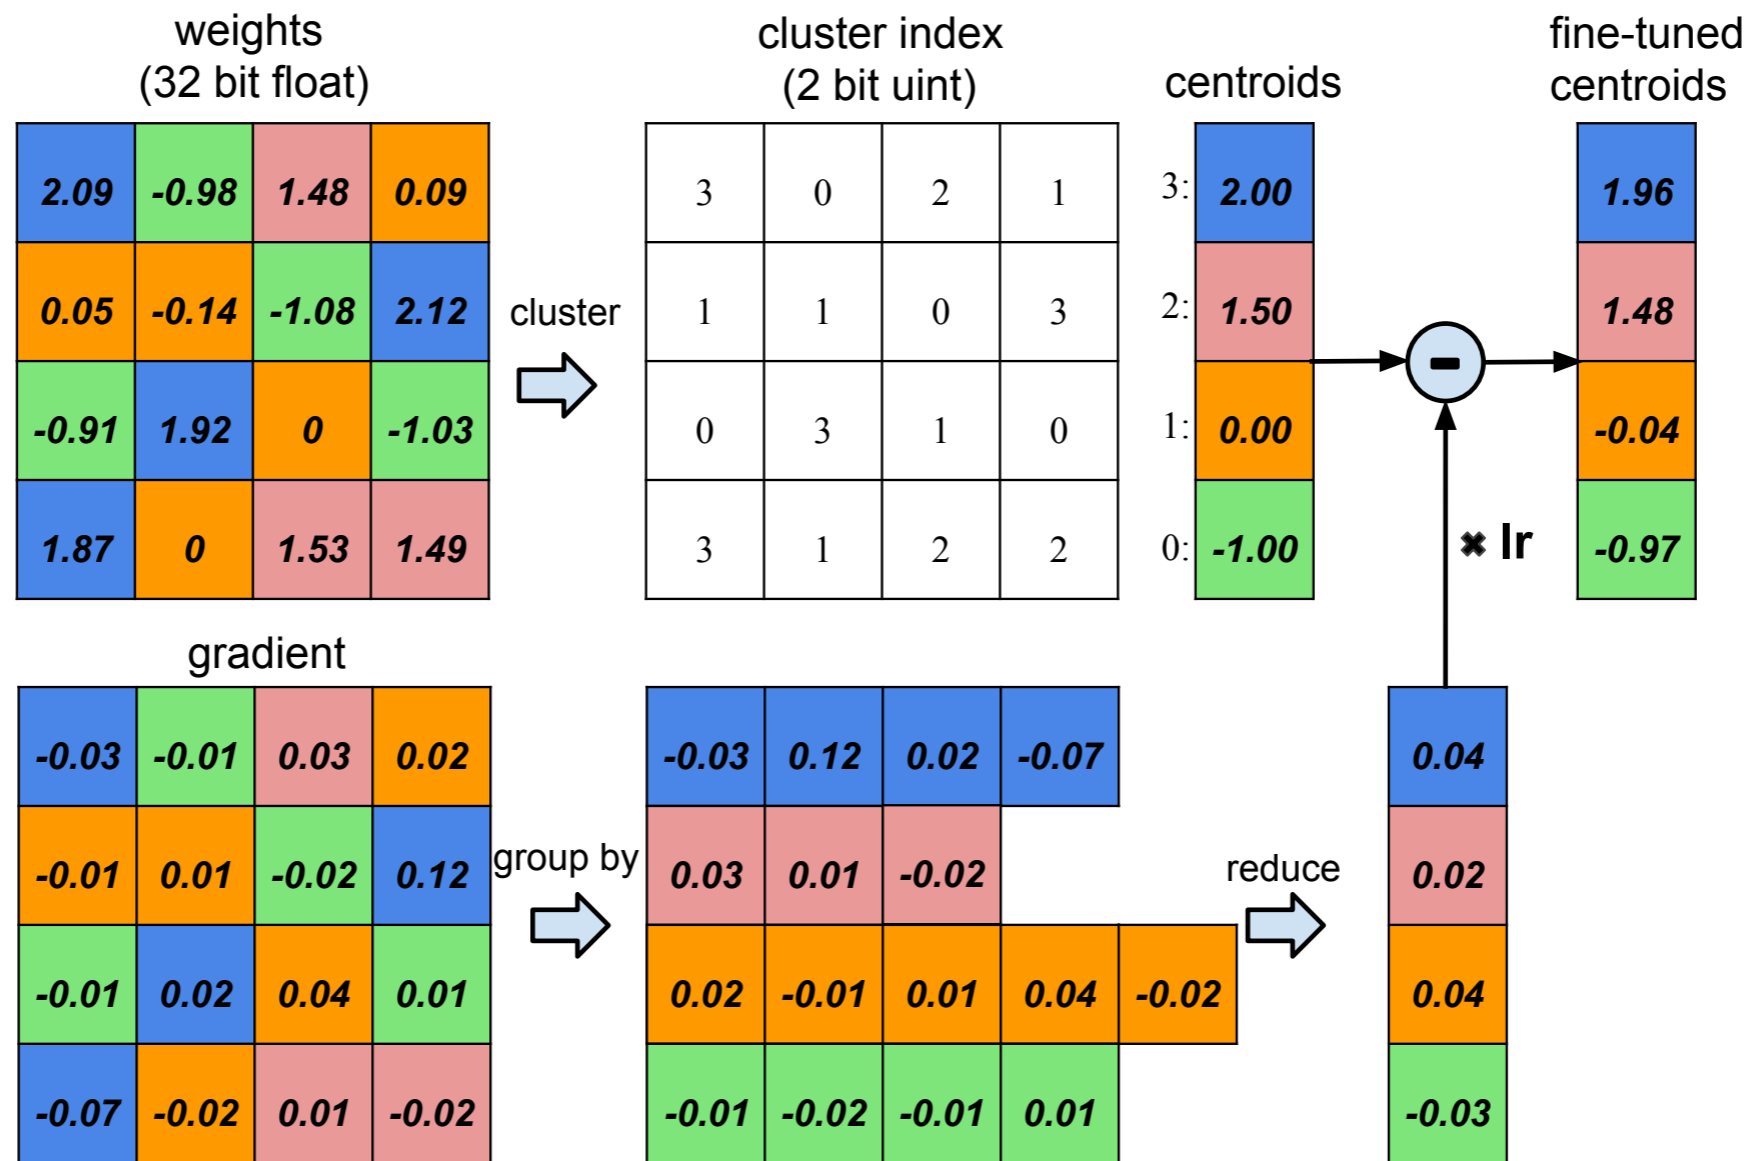 weights
(32 bit float)
cluster index
(2 bit uint)
centroids
fine-tuned
centroids
2.09 -0.98 1.48 0.09
3 0 2 1
3: 2.00
1.96
0.05 -0.14 -1.08 2.12
cluster
1 1 0 3
2: 1.50
1.48
-
-0.91 1.92 0 -1.03
0 3 1 0
1: 0.00
-0.04
1.87 0 1.53 1.49
3 1 2 2
0: -1.00
× lr
-0.97
gradient
-0.03 -0.01 0.03 0.02
-0.03 0.12 0.02 -0.07
0.04
-0.01 0.01 -0.02 0.12
group by
0.03 0.01 -0.02
reduce
0.02
-0.01 0.02 0.04 0.01
0.02 -0.01 0.01 0.04 -0.02
0.04
-0.07 -0.02 0.01 -0.02
-0.01 -0.02 -0.01 0.01
-0.03